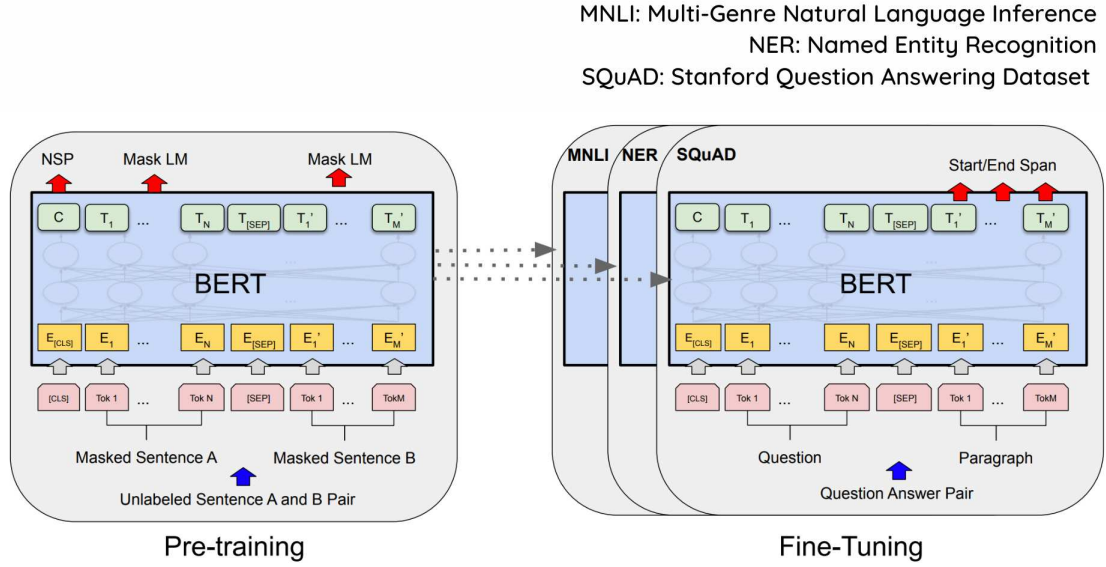 MNLI: Multi-Genre Natural Language Inference
NER: Named Entity Recognition
SQuAD: Stanford Question Answering Dataset
NSP Mask LM Mask LM
C T1 ... TN T[SEP] T1' ... TM'
...
BERT
...
E[CLS] E1 ... EN E[SEP] E1' ... EM'
[CLS] Tok 1 ... Tok N [SEP] Tok 1 ... TokM
Masked Sentence A Masked Sentence B
Unlabeled Sentence A and B Pair
Pre-training
MNLI NER SQuAD
Start/End Span
C T1 ... TN T[SEP] T1' ... TM'
...
BERT
...
E[CLS] E1 ... EN E[SEP] E1' ... EM'
[CLS] Tok 1 ... Tok N [SEP] Tok 1 ... TokM
Question Paragraph
Question Answer Pair
Fine-Tuning